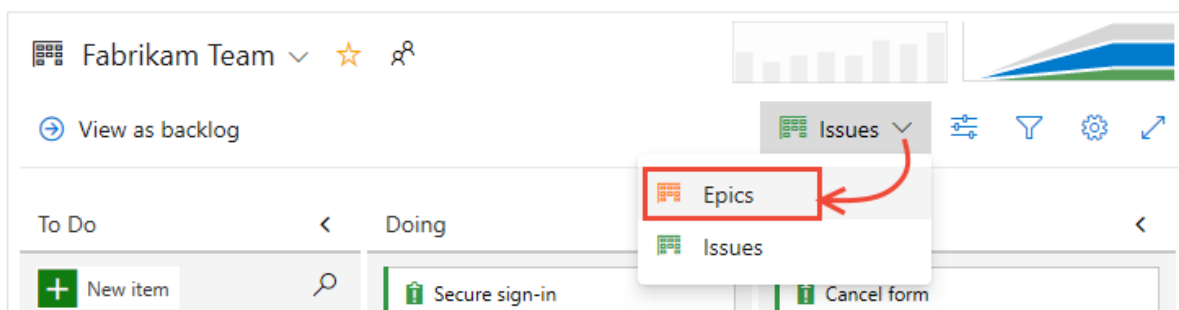 Fabrikam Team
View as backlog
Issues
Epics
Issues
To Do
Doing
New item
Secure sign-in
Cancel form